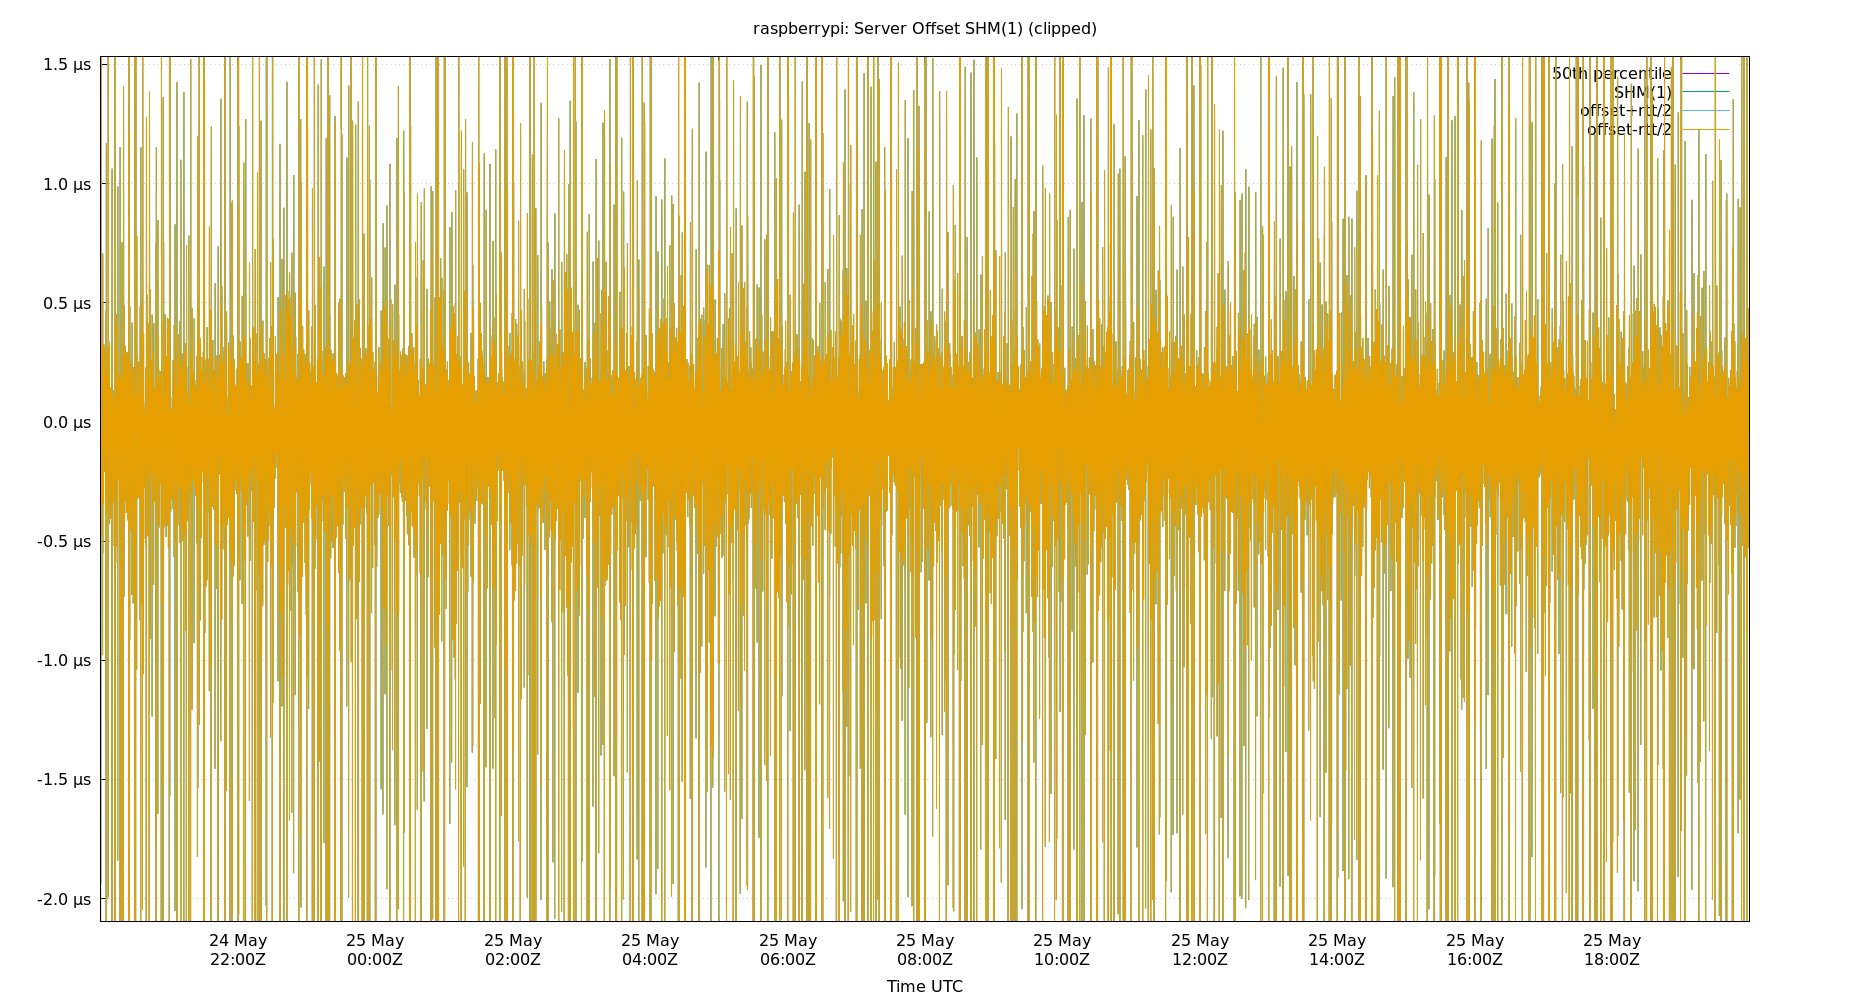 raspberrypi: Server Offset SHM(1) (clipped)
1.5 µs
1.0 µs
0.5 µs
0.0 µs
-0.5 µs
-1.0 µs
-1.5 µs
-2.0 µs
50th percentile
SHM(1)
offset+rtt/2
offset-rtt/2
24 May 25 May 25 May 25 May 25 May 25 May 25 May 25 May 25 May 25 May 25 May
22:00Z 00:00Z 02:00Z 04:00Z 06:00Z 08:00Z 10:00Z 12:00Z 14:00Z 16:00Z 18:00Z
Time UTC